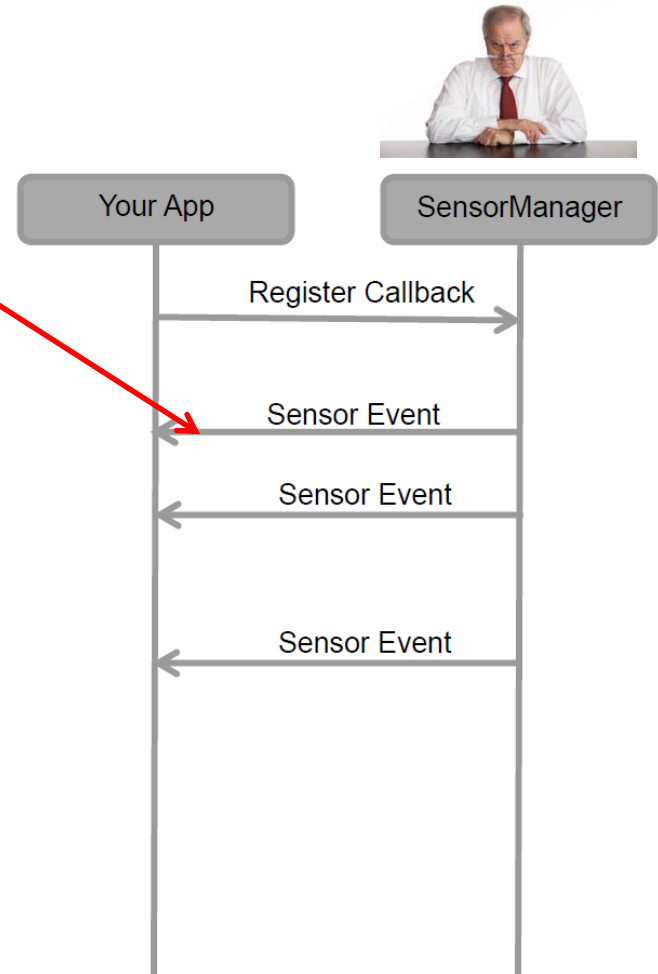 Your App
SensorManager
Register Callback
Sensor Event
Sensor Event
Sensor Event